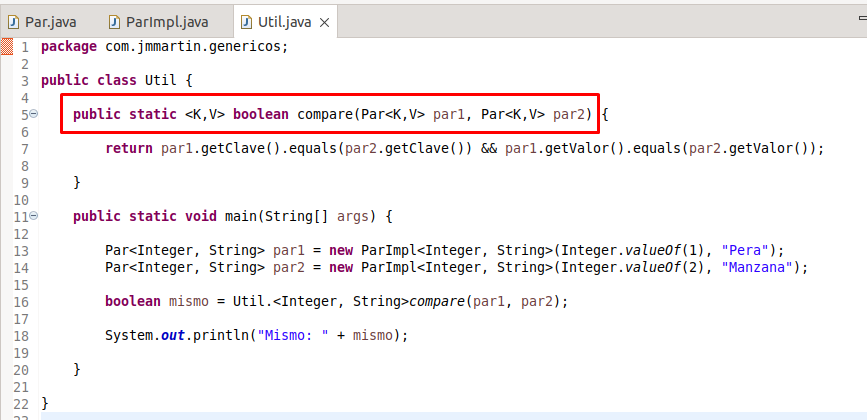 Par.java ParImpl.java Util.java
1 package com.jmmartin.genericos;
2
3 public class Util {
4
5 public static <K,V> boolean compare(Par<K,V> par1, Par<K,V> par2) {
6
7 return par1.getClave().equals(par2.getClave()) && par1.getValor().equals(par2.getValor());
8
9 }
10
11 public static void main(String[] args) {
12
13 Par<Integer, String> par1 = new ParImpl<Integer, String>(Integer.valueOf(1), "Pera");
14 Par<Integer, String> par2 = new ParImpl<Integer, String>(Integer.valueOf(2), "Manzana");
15
16 boolean mismo = Util.<Integer, String>compare(par1, par2);
17
18 System.out.println("Mismo: " + mismo);
19
20 }
21
22 }
23